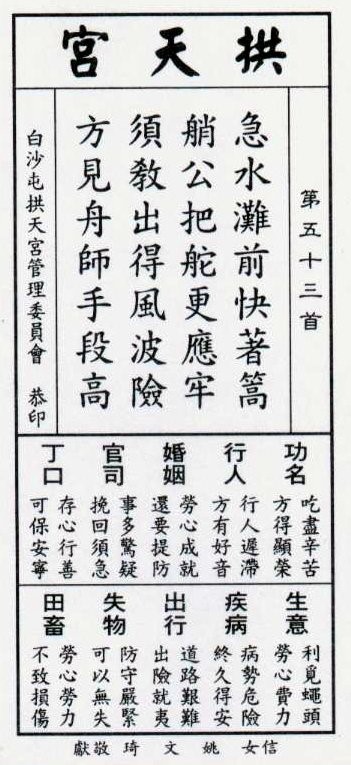 拱天宮
第五十三首
急水灘前快著篙
艄公把舵更應牢
須教出得風波險
方見舟師手段高
白沙屯拱天宮管理委員會 恭印
功名
吃盡辛苦
方得顯榮
行人
行人遲滯
方有好音
婚姻
勞心成就
還要提防
官司
事多驚疑
挽回須急
丁口
存心行善
可保安寧
生意
利覓蠅頭
勞心費力
疾病
病勢危險
終久得安
出行
道路艱難
出險就夷
失物
防守嚴緊
可以無失
田畜
勞心勞力
不致損傷
信女 姚文琦 敬獻